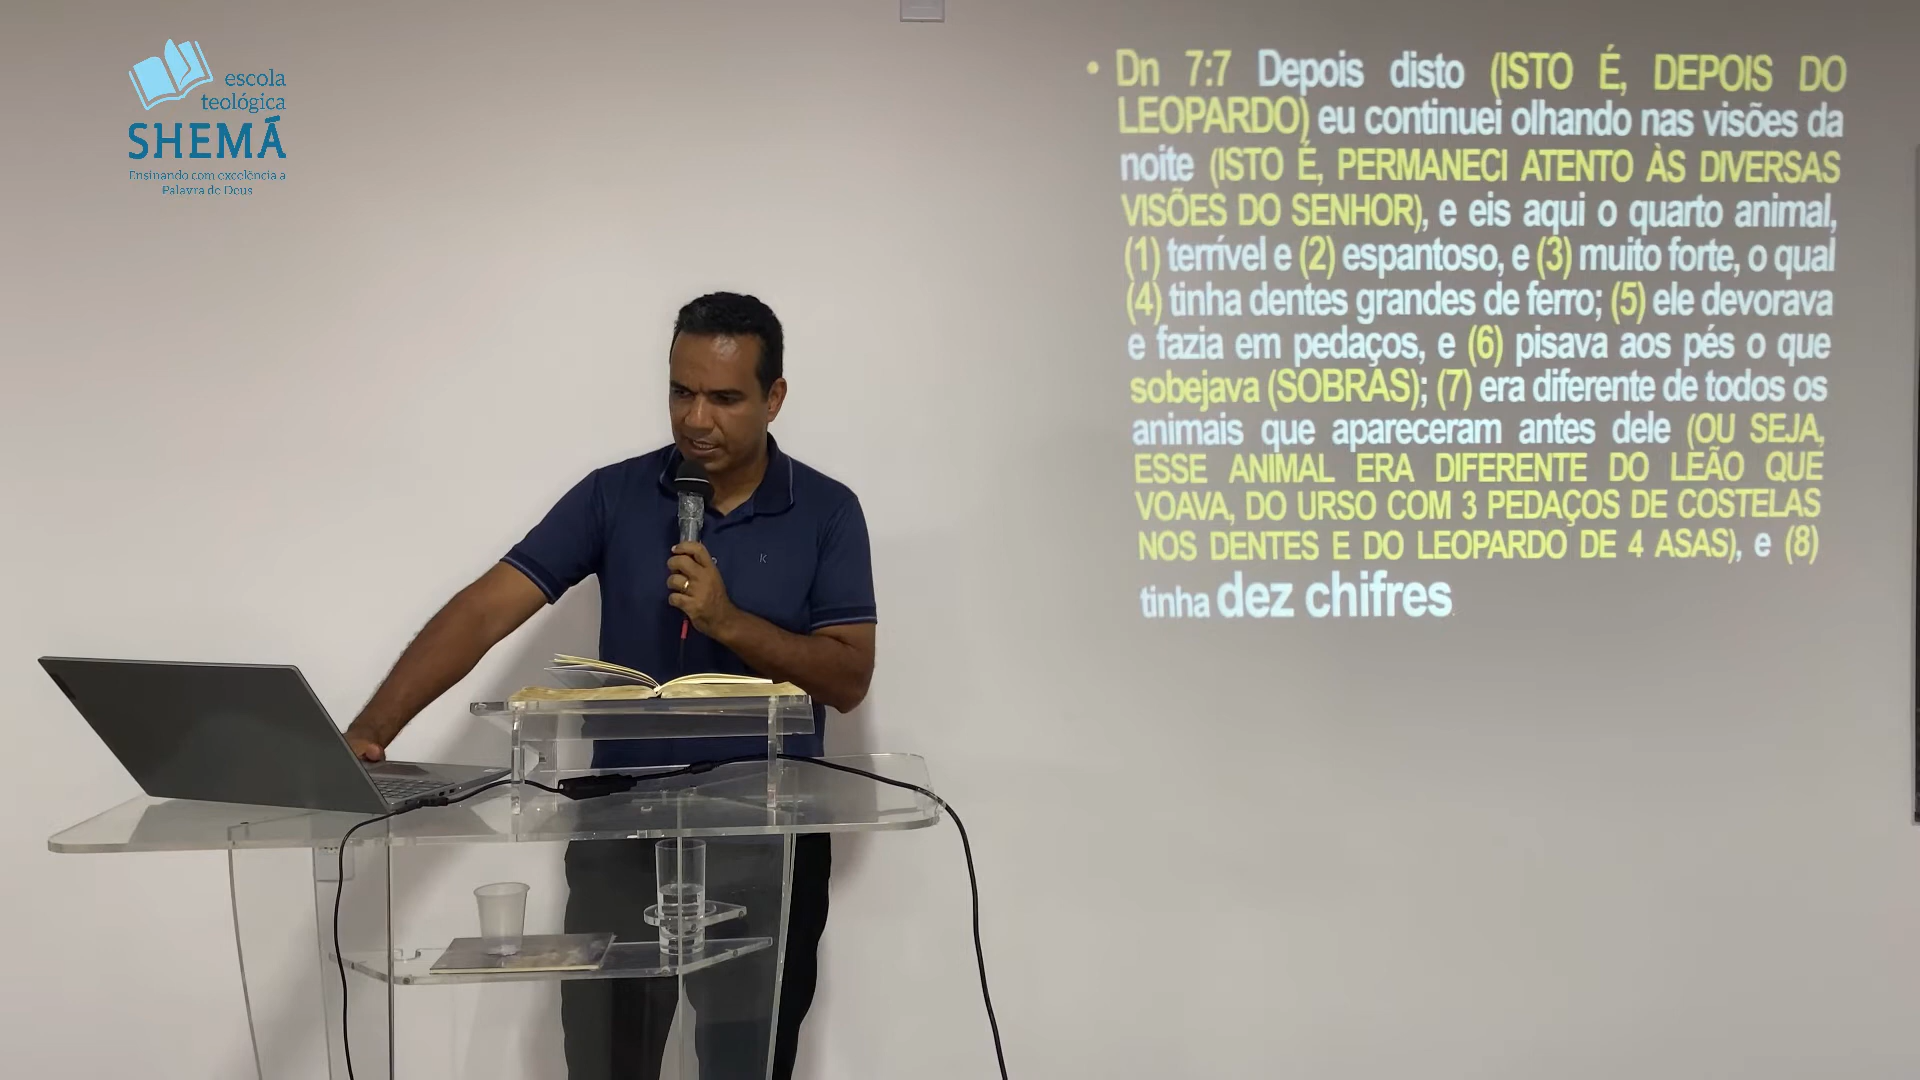 escola
teológica
SHEMÁ
Ensinando com excelência a
Palavra de Deus
• Dn 7:7 Depois disto (ISTO É, DEPOIS DO
LEOPARDO) eu continuei olhando nas visões da
noite (ISTO É, PERMANECI ATENTO ÀS DIVERSAS
VISÕES DO SENHOR), e eis aqui o quarto animal,
(1) terrível e (2) espantoso, e (3) muito forte, o qual
(4) tinha dentes grandes de ferro; (5) ele devorava
e fazia em pedaços, e (6) pisava aos pés o que
sobejava (SOBRAS); (7) era diferente de todos os
animais que apareceram antes dele (OU SEJA,
ESSE ANIMAL ERA DIFERENTE DO LEÃO QUE
VOAVA, DO URSO COM 3 PEDAÇOS DE COSTELAS
NOS DENTES E DO LEOPARDO DE 4 ASAS), e (8)
tinha dez chifres.